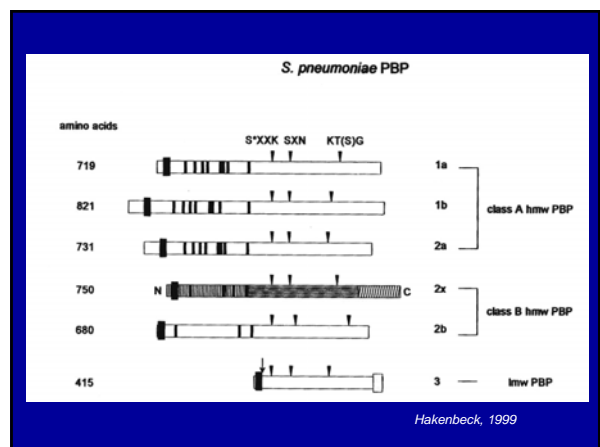 S. pneumoniae PBP
amino acids
S*XXK SXN KT(S)G
719 1a
821 1b class A hmw PBP
731 2a
750 N C 2x
class B hmw PBP
680 2b
415 3 lmw PBP
Hakenbeck, 1999